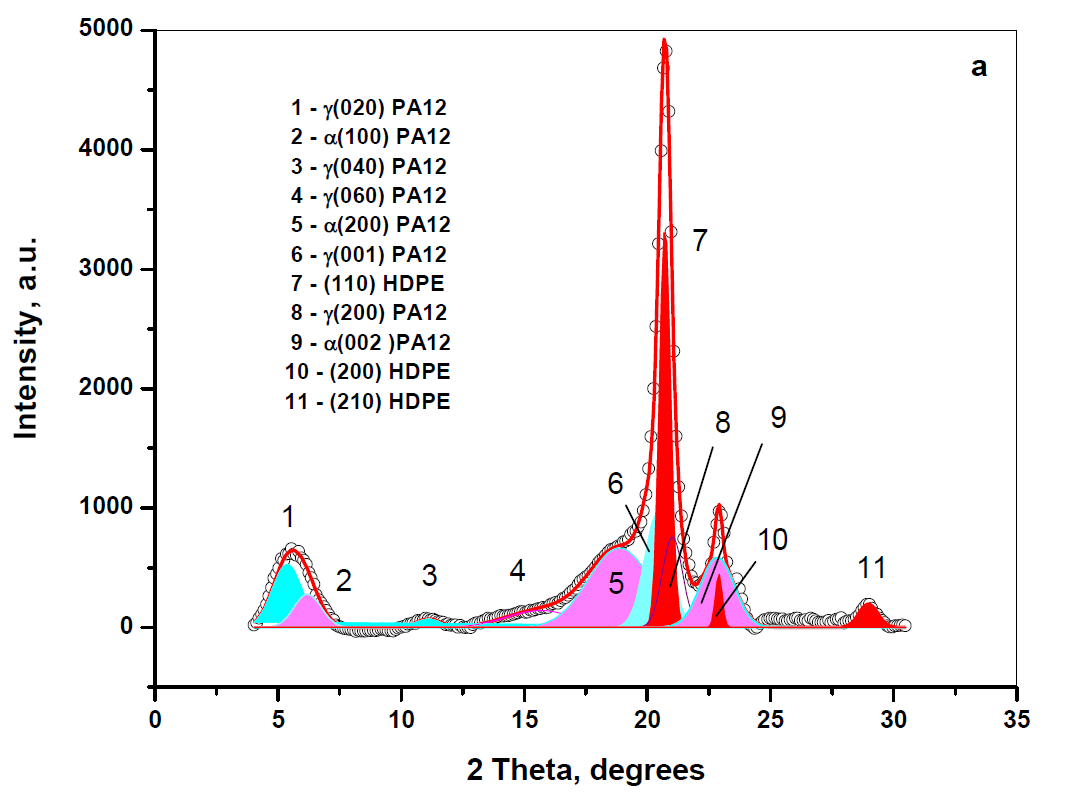 5000
a
1 - γ(020) PA12
2 - α(100) PA12
4000
3 - γ(040) PA12
4 - γ(060) PA12
5 - α(200) PA12
6 - γ(001) PA12
7
3000
7 - (110) HDPE
8 - γ(200) PA12
9 - α(002 )PA12
10 - (200) HDPE
11 - (210) HDPE
Intensity, a.u.
2000
8
9
6
1000
1
10
2
3
4
5
11
0
0
5
10
15
20
25
30
35
2 Theta, degrees